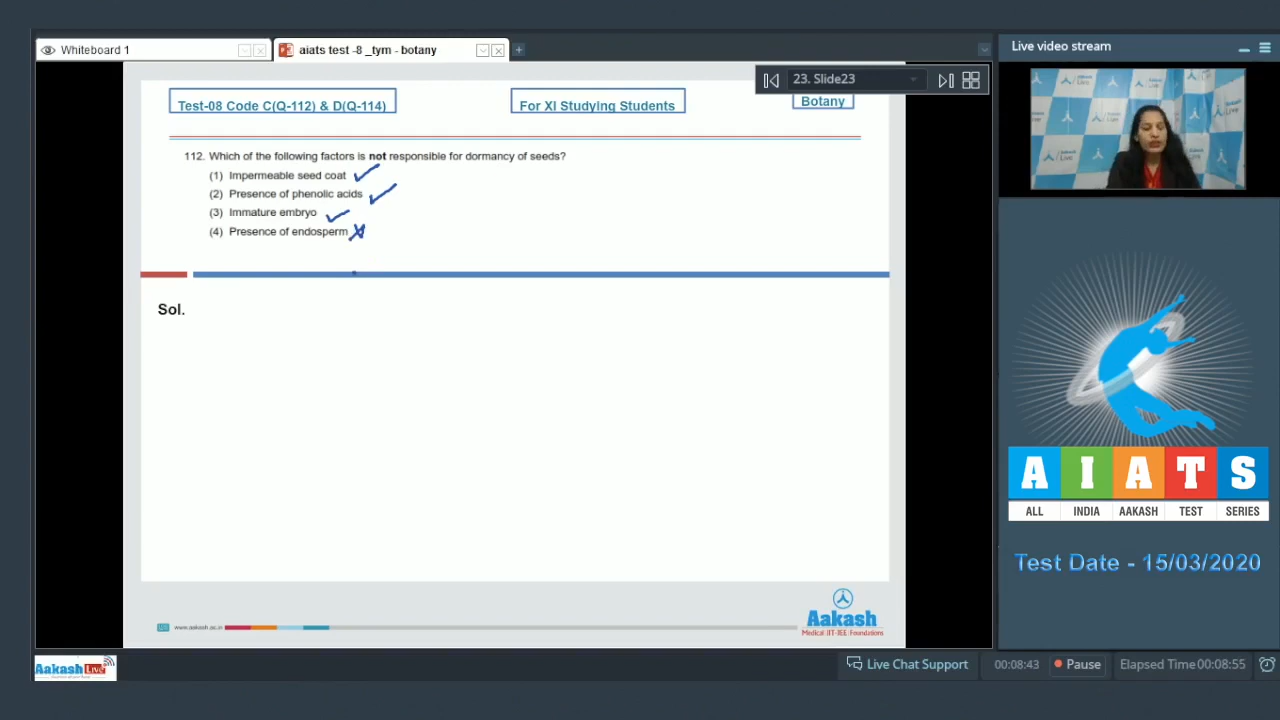 Whiteboard 1
aiats test -8 _tym - botany
Live video stream
23. Slide23
Test-08 Code C(Q-112) & D(Q-114)
For XI Studying Students
Botany
112. Which of the following factors is not responsible for dormancy of seeds?
(1) Impermeable seed coat
(2) Presence of phenolic acids
(3) Immature embryo
(4) Presence of endosperm
Sol.
A I A T S
ALL INDIA AAKASH TEST SERIES
Test Date - 15/03/2020
www.aakash.ac.in
Aakash
Medical|IIT-JEE|Foundations
Aakash Live
Live Chat Support
00:08:43
Pause
Elapsed Time 00:08:55